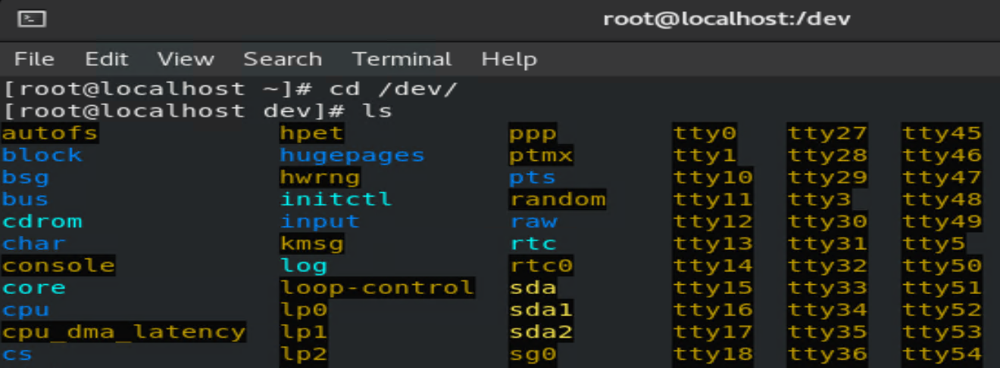 root@localhost:/dev
File Edit View Search Terminal Help
[root@localhost ~]# cd /dev/
[root@localhost dev]# ls
autofs hpet ppp tty0 tty27 tty45
block hugepages ptmx tty1 tty28 tty46
bsg hwrng pts tty10 tty29 tty47
bus initctl random tty11 tty3 tty48
cdrom input raw tty12 tty30 tty49
char kmsg rtc tty13 tty31 tty5
console log rtc0 tty14 tty32 tty50
core loop-control sda tty15 tty33 tty51
cpu lp0 sda1 tty16 tty34 tty52
cpu_dma_latency lp1 sda2 tty17 tty35 tty53
cs lp2 sg0 tty18 tty36 tty54